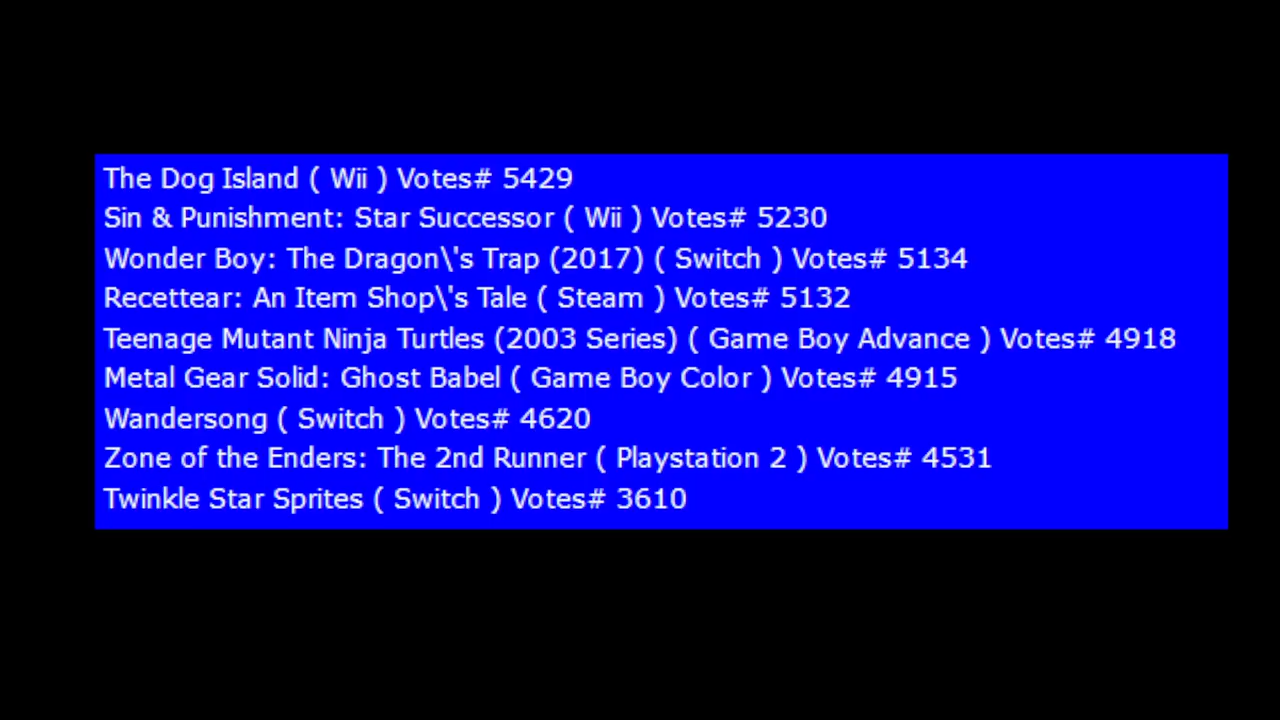 The Dog Island ( Wii ) Votes# 5429
Sin & Punishment: Star Successor ( Wii ) Votes# 5230
Wonder Boy: The Dragon\'s Trap (2017) ( Switch ) Votes# 5134
Recettear: An Item Shop\'s Tale ( Steam ) Votes# 5132
Teenage Mutant Ninja Turtles (2003 Series) ( Game Boy Advance ) Votes# 4918
Metal Gear Solid: Ghost Babel ( Game Boy Color ) Votes# 4915
Wandersong ( Switch ) Votes# 4620
Zone of the Enders: The 2nd Runner ( Playstation 2 ) Votes# 4531
Twinkle Star Sprites ( Switch ) Votes# 3610